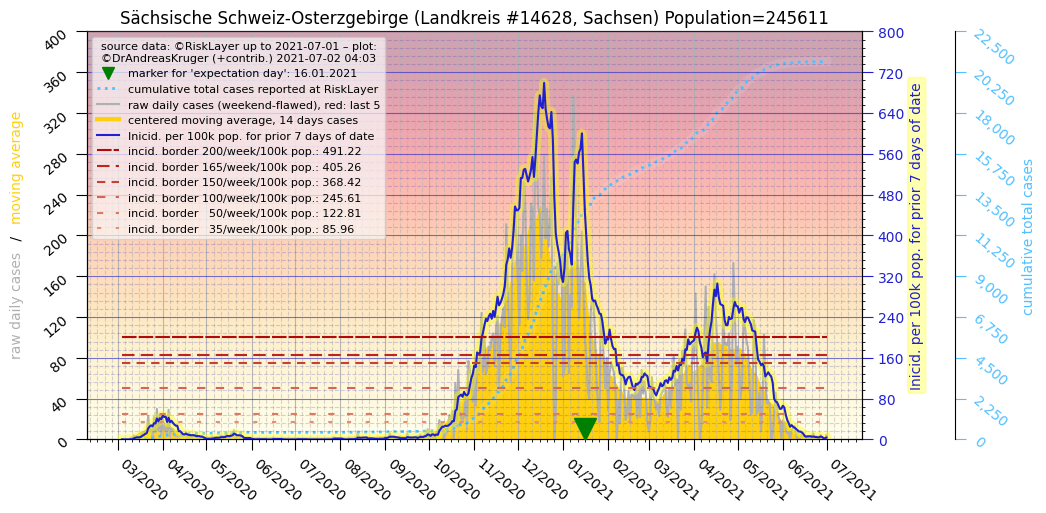 Sächsische Schweiz-Osterzgebirge (Landkreis #14628, Sachsen) Population=245611
source data: ©RiskLayer up to 2021-07-01 – plot:
©DrAndreasKruger (+contrib.) 2021-07-02 04:03
marker for 'expectation day': 16.01.2021
cumulative total cases reported at RiskLayer
raw daily cases (weekend-flawed), red: last 5
centered moving average, 14 days cases
Inicid. per 100k pop. for prior 7 days of date
incid. border 200/week/100k pop.: 491.22
incid. border 165/week/100k pop.: 405.26
incid. border 150/week/100k pop.: 368.42
incid. border 100/week/100k pop.: 245.61
incid. border 50/week/100k pop.: 122.81
incid. border 35/week/100k pop.: 85.96
raw daily cases / moving average
400
360
320
280
240
200
160
120
80
40
0
03/2020
04/2020
05/2020
06/2020
07/2020
08/2020
09/2020
10/2020
11/2020
12/2020
01/2021
02/2021
03/2021
04/2021
05/2021
06/2021
07/2021
800
720
640
560
480
400
320
240
160
80
0
Inicid. per 100k pop. for prior 7 days of date
22,500
20,250
18,000
15,750
13,500
11,250
9,000
6,750
4,500
2,250
0
cumulative total cases